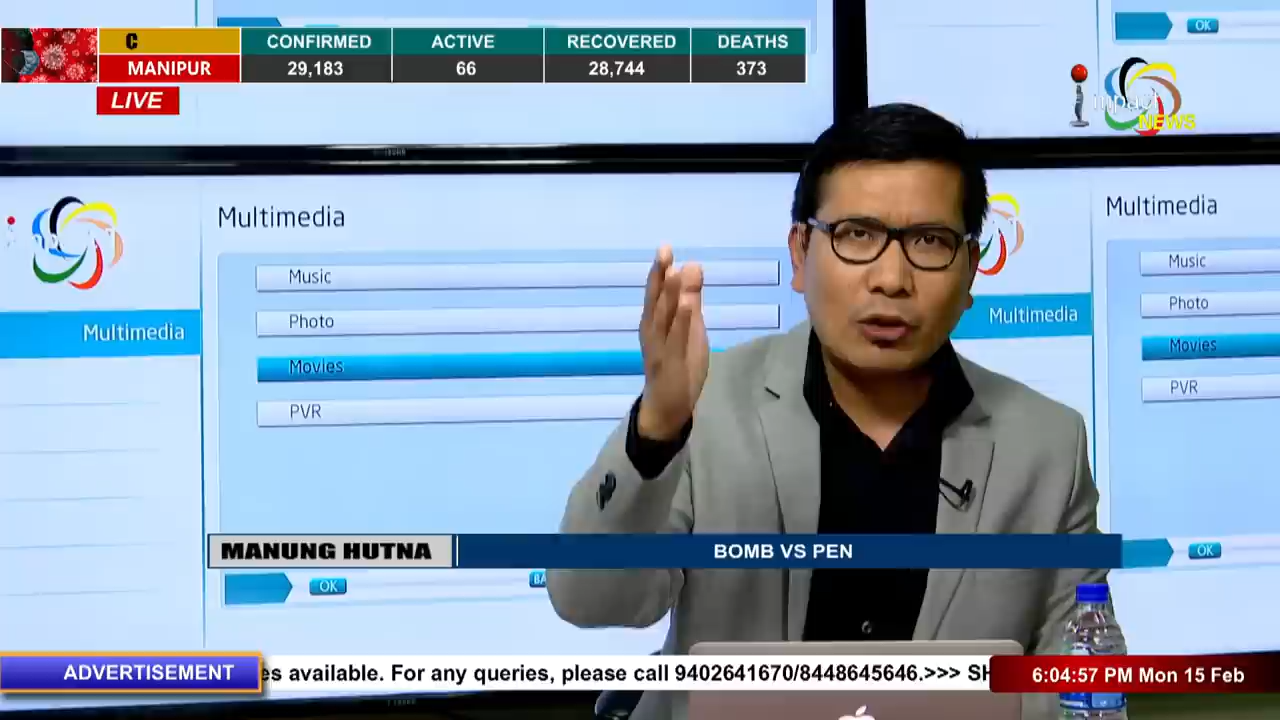 C CONFIRMED ACTIVE RECOVERED DEATHS
MANIPUR 29,183 66 28,744 373
LIVE
OK
impact
NEWS
Multimedia
Music
Photo
Movies
PVR
Multimedia
OK
Multimedia
Music
Photo
Movies
PVR
Multimedia
OK
MANUNG HUTNA BOMB VS PEN
ADVERTISEMENT es available. For any queries, please call 9402641670/8448645646.>>> SH 6:04:57 PM Mon 15 Feb